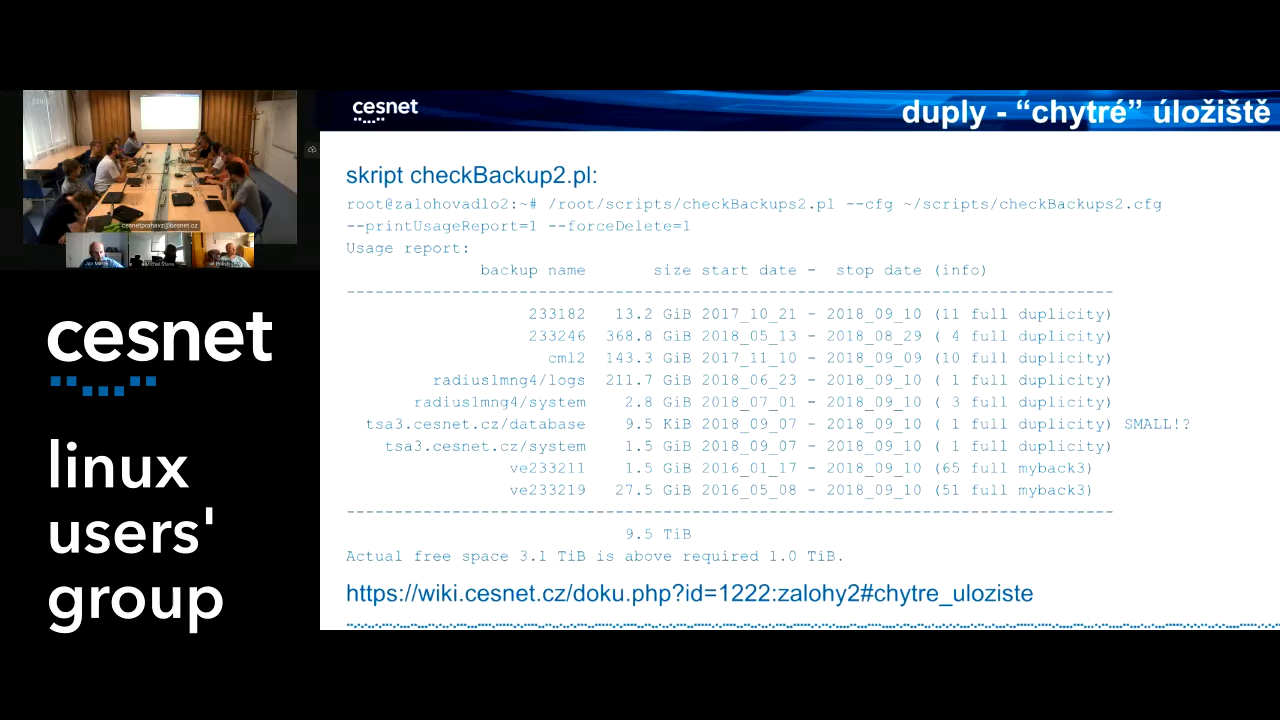 cesnet
duply - “chytré” úložiště
cesnetprahavz@cesnet.cz
cesnet
linux
users'
group
skript checkBackup2.pl:
root@zalohovadlo2:~# /root/scripts/checkBackups2.pl --cfg ~/scripts/checkBackups2.cfg
--printUsageReport=1 --forceDelete=1
Usage report:
backup name size start date - stop date (info)
--------------------------------------------------------------------------------
233182 13.2 GiB 2017_10_21 - 2018_09_10 (11 full duplicity)
233246 368.8 GiB 2018_05_13 - 2018_08_29 ( 4 full duplicity)
cml2 143.3 GiB 2017_11_10 - 2018_09_09 (10 full duplicity)
radius1mng4/logs 211.7 GiB 2018_06_23 - 2018_09_10 ( 1 full duplicity)
radius1mng4/system 2.8 GiB 2018_07_01 - 2018_09_10 ( 3 full duplicity)
tsa3.cesnet.cz/database 9.5 KiB 2018_09_07 - 2018_09_10 ( 1 full duplicity) SMALL!?
tsa3.cesnet.cz/system 1.5 GiB 2018_09_07 - 2018_09_10 ( 1 full duplicity)
ve233211 1.5 GiB 2016_01_17 - 2018_09_10 (65 full myback3)
ve233219 27.5 GiB 2016_05_08 - 2018_09_10 (51 full myback3)
--------------------------------------------------------------------------------
9.5 TiB
Actual free space 3.1 TiB is above required 1.0 TiB.
https://wiki.cesnet.cz/doku.php?id=1222:zalohy2#chytre_uloziste